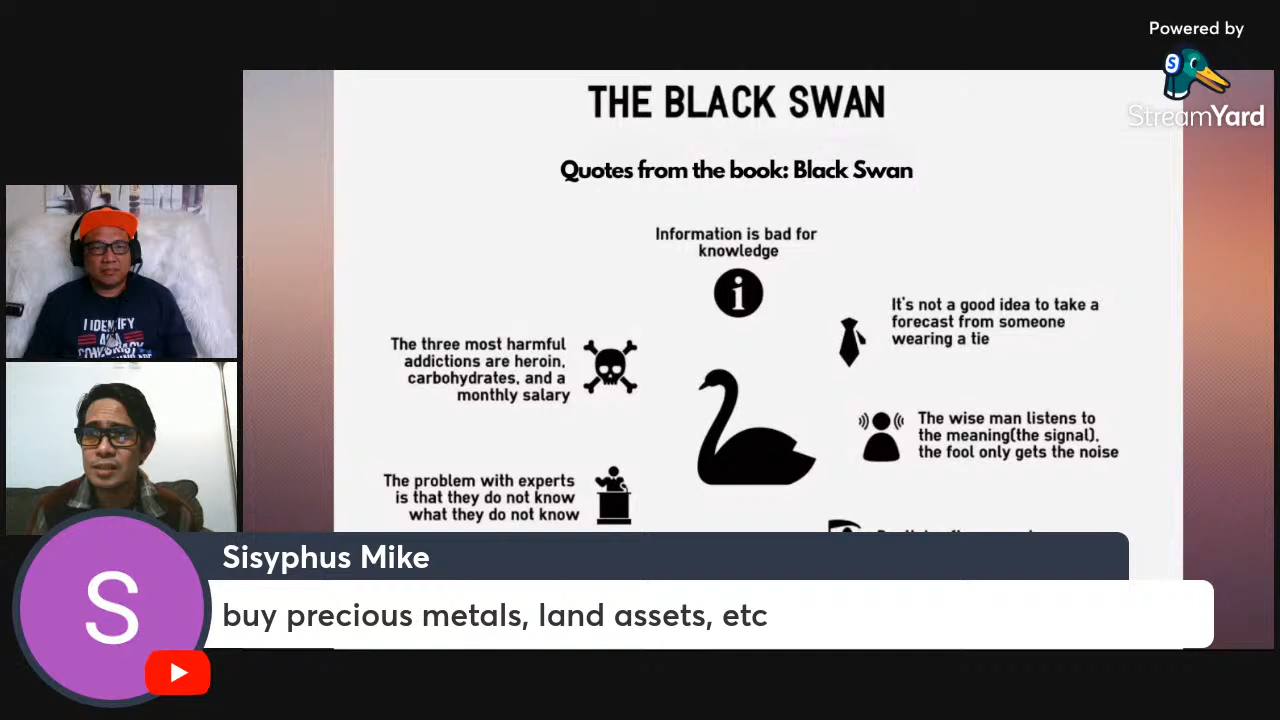 Powered by
StreamYard
THE BLACK SWAN
Quotes from the book: Black Swan
Information is bad for
knowledge
It's not a good idea to take a
forecast from someone
wearing a tie
The three most harmful
addictions are heroin,
carbohydrates, and a
monthly salary
The wise man listens to
the meaning(the signal),
the fool only gets the noise
The problem with experts
is that they do not know
what they do not know
I IDENTIFY
AS A
Sisyphus Mike
S
buy precious metals, land assets, etc